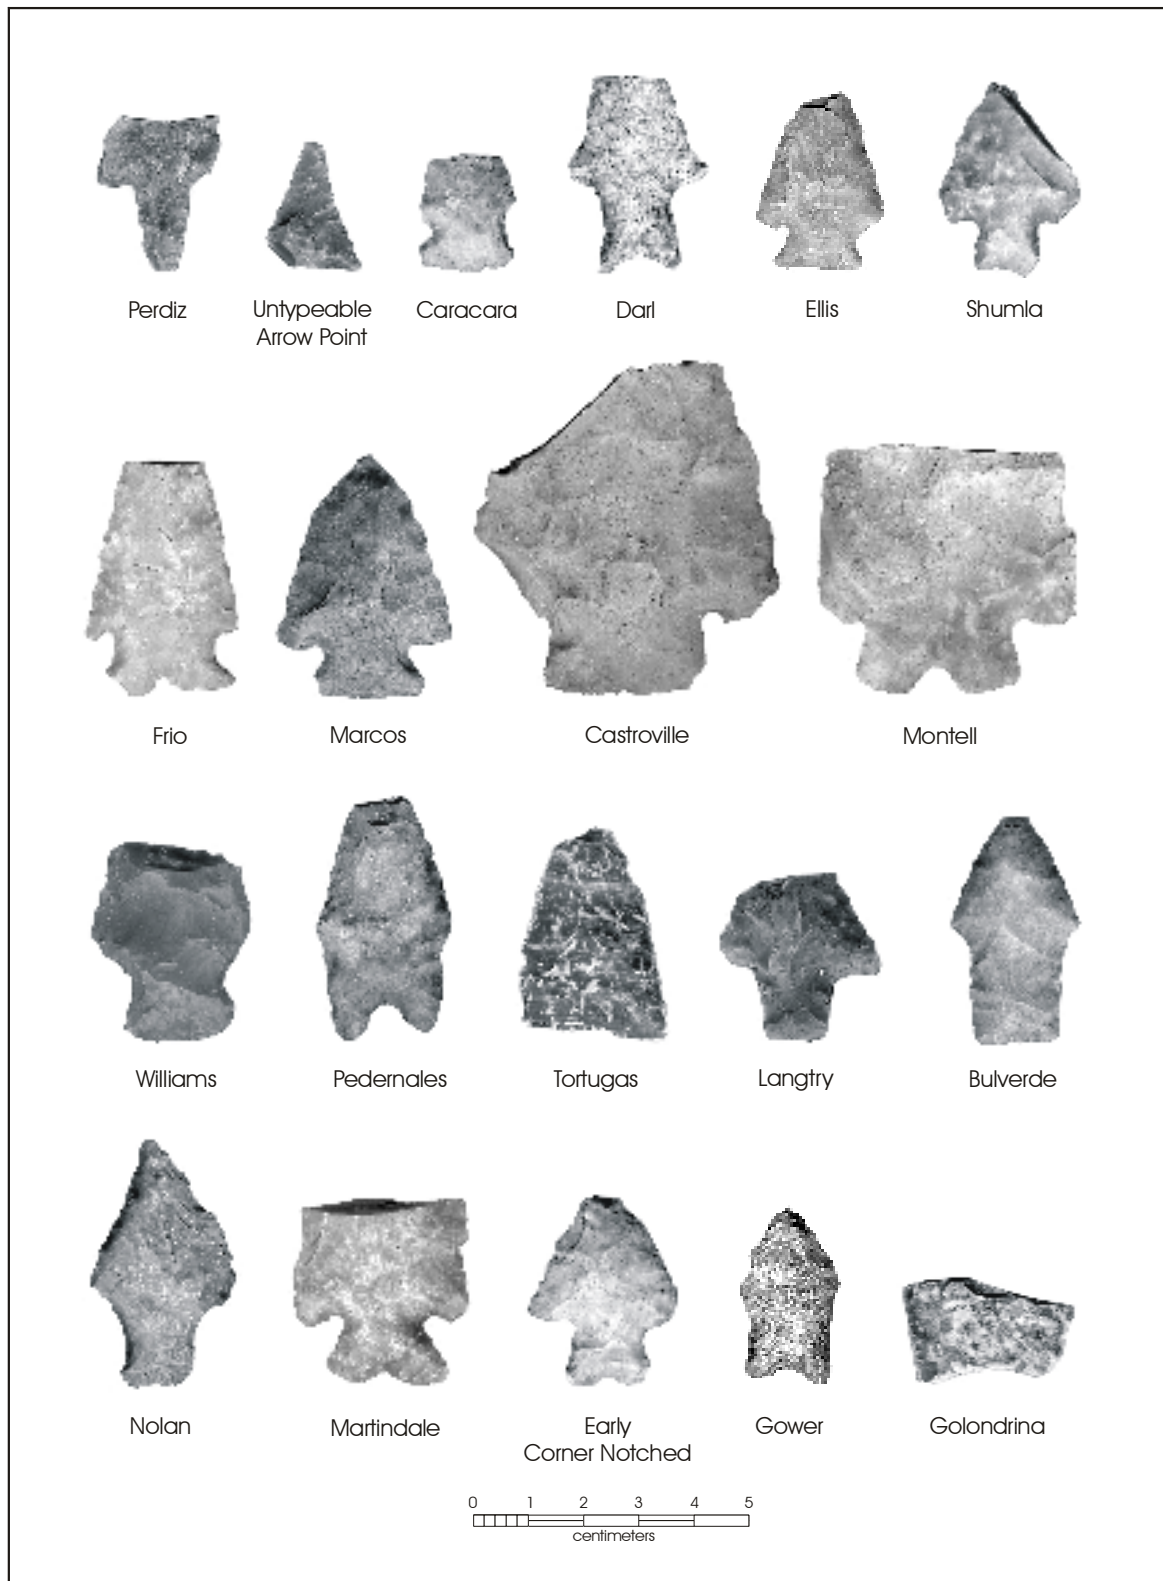 Perdiz
Untypeable
Arrow Point
Caracara
Darl
Ellis
Shumla
Frio
Marcos
Castroville
Montell
Williams
Pedernales
Tortugas
Langtry
Bulverde
Nolan
Martindale
Early
Corner Notched
Gower
Golondrina
0 1 2 3 4 5
centimeters